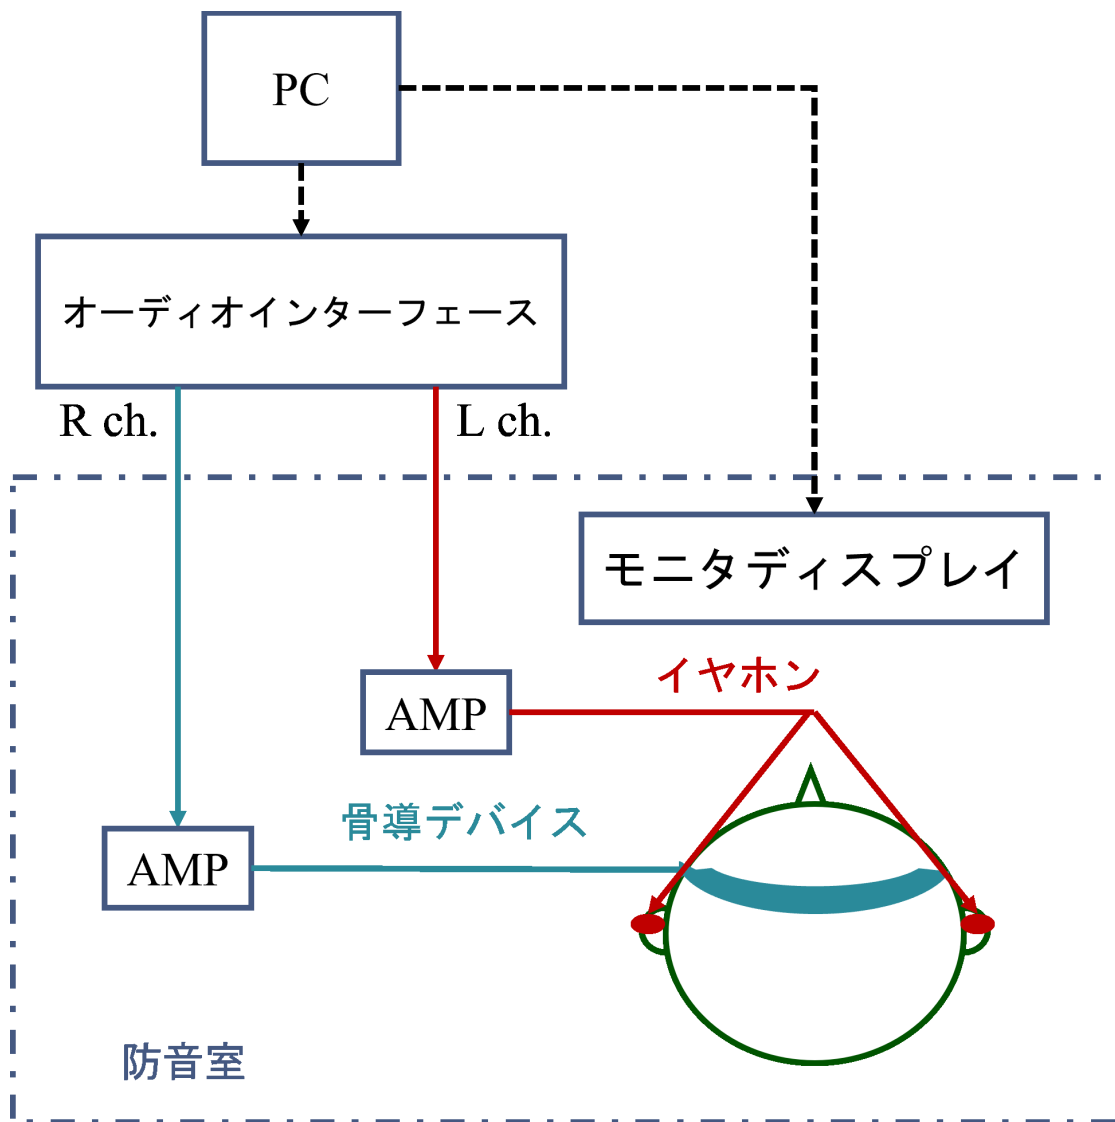 PC
オーディオインターフェース
R ch.
L ch.
モニタディスプレイ
イヤホン
AMP
骨導デバイス
AMP
防音室